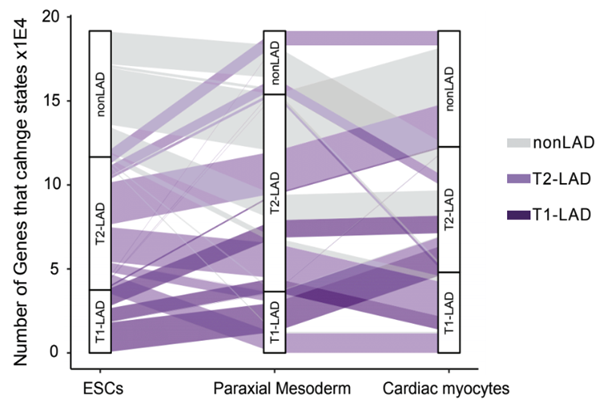 Number of Genes that cahnge states x1E4
20
15
10
5
0
nonLAD
T2-LAD
T1-LAD
nonLAD
T2-LAD
T1-LAD
nonLAD
T2-LAD
T1-LAD
nonLAD
T2-LAD
T1-LAD
ESCs
Paraxial Mesoderm
Cardiac myocytes